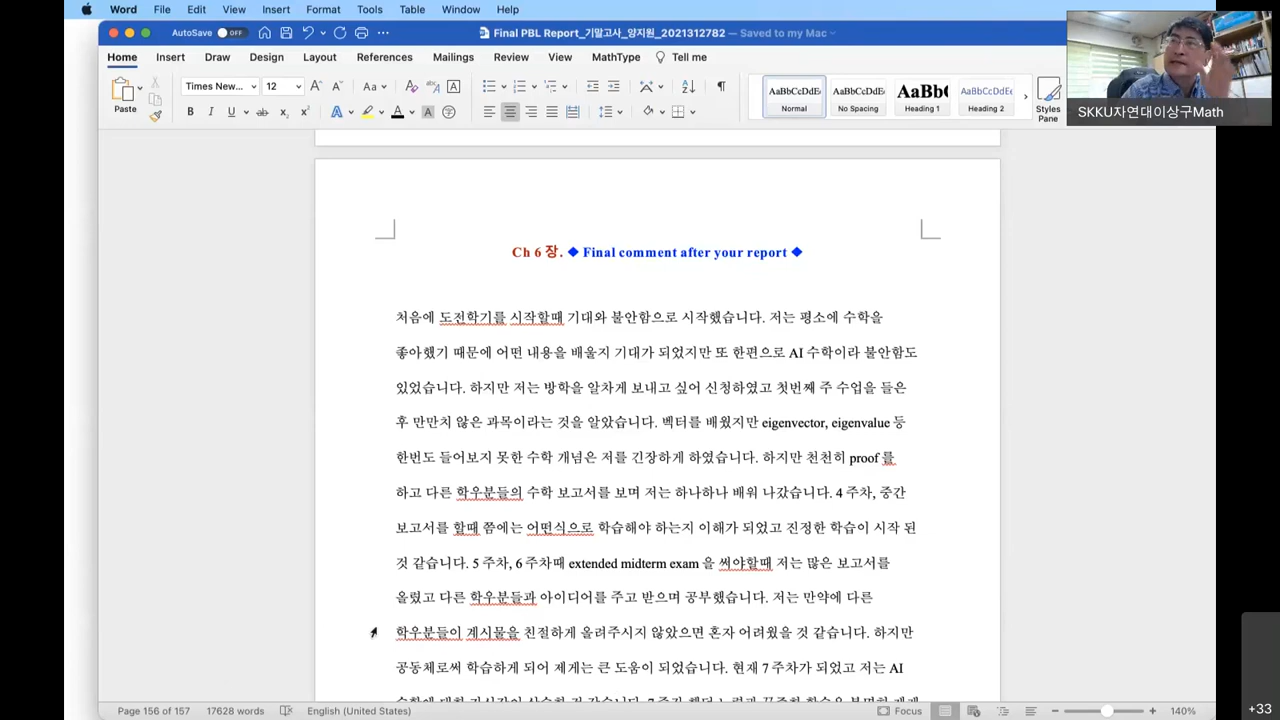 Word File Edit View Insert Format Tools Table Window Help
AutoSave OFF
Final PBL Report_기말고사_양지원_2021312782 — Saved to my Mac
Home Insert Draw Design Layout References Mailings Review View MathType Tell me
Paste
Times New... 12
AaBbCcDdEe AaBbCcDdEe AaBbC AaBbCcDdEe
Normal No Spacing Heading 1 Heading 2
Styles Pane
SKKU자연대이상구Math
Ch 6 장. ◆ Final comment after your report ◆
처음에 도전학기를 시작할때 기대와 불안함으로 시작했습니다. 저는 평소에 수학을
좋아했기 때문에 어떤 내용을 배울지 기대가 되었지만 또 한편으로 AI 수학이라 불안함도
있었습니다. 하지만 저는 방학을 알차게 보내고 싶어 신청하였고 첫번째 주 수업을 들은
후 만만치 않은 과목이라는 것을 알았습니다. 벡터를 배웠지만 eigenvector, eigenvalue 등
한번도 들어보지 못한 수학 개념은 저를 긴장하게 하였습니다. 하지만 천천히 proof 를
하고 다른 학우분들의 수학 보고서를 보며 저는 하나하나 배워 나갔습니다. 4 주차, 중간
보고서를 할때 쯤에는 어떤식으로 학습해야 하는지 이해가 되었고 진정한 학습이 시작 된
것 같습니다. 5 주차, 6 주차때 extended midterm exam 을 써야할때 저는 많은 보고서를
올렸고 다른 학우분들과 아이디어를 주고 받으며 공부했습니다. 저는 만약에 다른
학우분들이 게시물을 친절하게 올려주시지 않았으면 혼자 어려웠을 것 같습니다. 하지만
공동체로써 학습하게 되어 제게는 큰 도움이 되었습니다. 현재 7 주차가 되었고 저는 AI
Page 156 of 157 17628 words English (United States) Focus 140%
+33